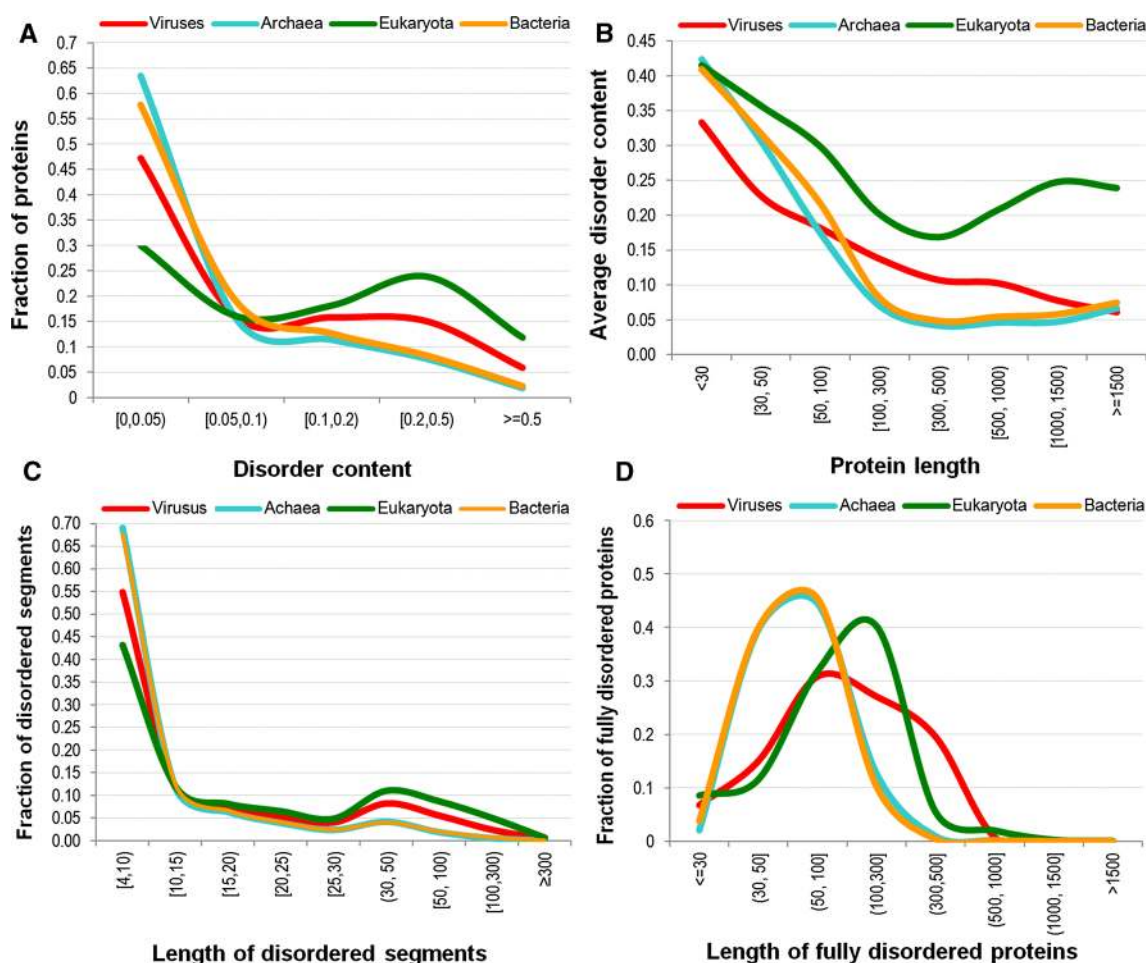 A
Viruses Archaea Eukaryota Bacteria
Fraction of proteins
0.7
0.65
0.6
0.55
0.5
0.45
0.4
0.35
0.3
0.25
0.2
0.15
0.1
0.05
0
[0,0.05) [0.05,0.1) [0.1,0.2) [0.2,0.5) >=0.5
Disorder content
B
Viruses Archaea Eukaryota Bacteria
Average disorder content
0.45
0.40
0.35
0.30
0.25
0.20
0.15
0.10
0.05
0.00
<30 [30, 50) [50, 100) [100, 300) [300, 500) [500, 1000) [1000, 1500) >=1500
Protein length
C
Virusus Achaea Eukaryota Bacteria
Fraction of disordered segments
0.70
0.65
0.60
0.55
0.50
0.45
0.40
0.35
0.30
0.25
0.20
0.15
0.10
0.05
0.00
[4,10) [10,15) [15,20) [20,25) [25,30) (30, 50) [50, 100) [100,300) ≥300
Length of disordered segments
D
Viruses Achaea Eukaryota Bacteria
Fraction of fully disordered proteins
0.6
0.5
0.4
0.3
0.2
0.1
0
<=30 (30, 50] (50, 100] (100,300] (300,500] (500, 1000] (1000, 1500] >1500
Length of fully disordered proteins